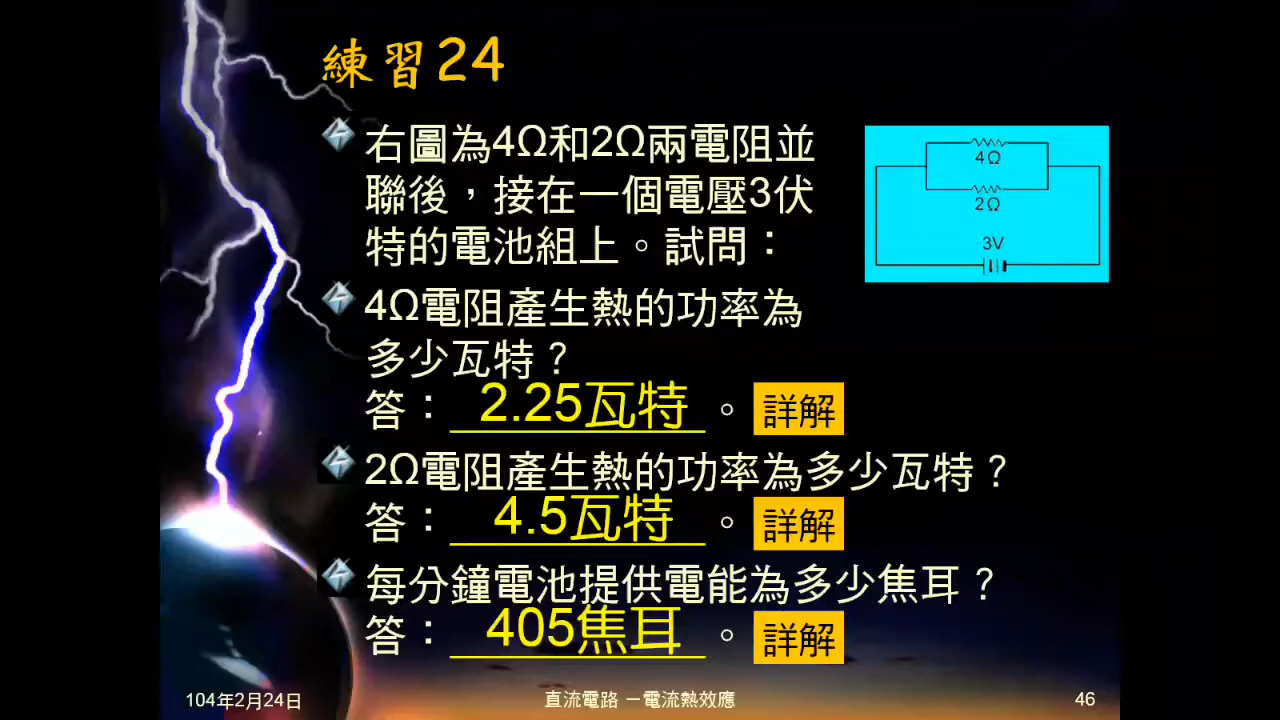 練習24
右圖為4Ω和2Ω兩電阻並
聯後，接在一個電壓3伏
特的電池組上。試問：
4Ω
2Ω
3V
4Ω電阻產生熱的功率為
多少瓦特？
答：2.25瓦特。詳解
2Ω電阻產生熱的功率為多少瓦特？
答：4.5瓦特。詳解
每分鐘電池提供電能為多少焦耳？
答：405焦耳。詳解
104年2月24日
直流電路 －電流熱效應
46